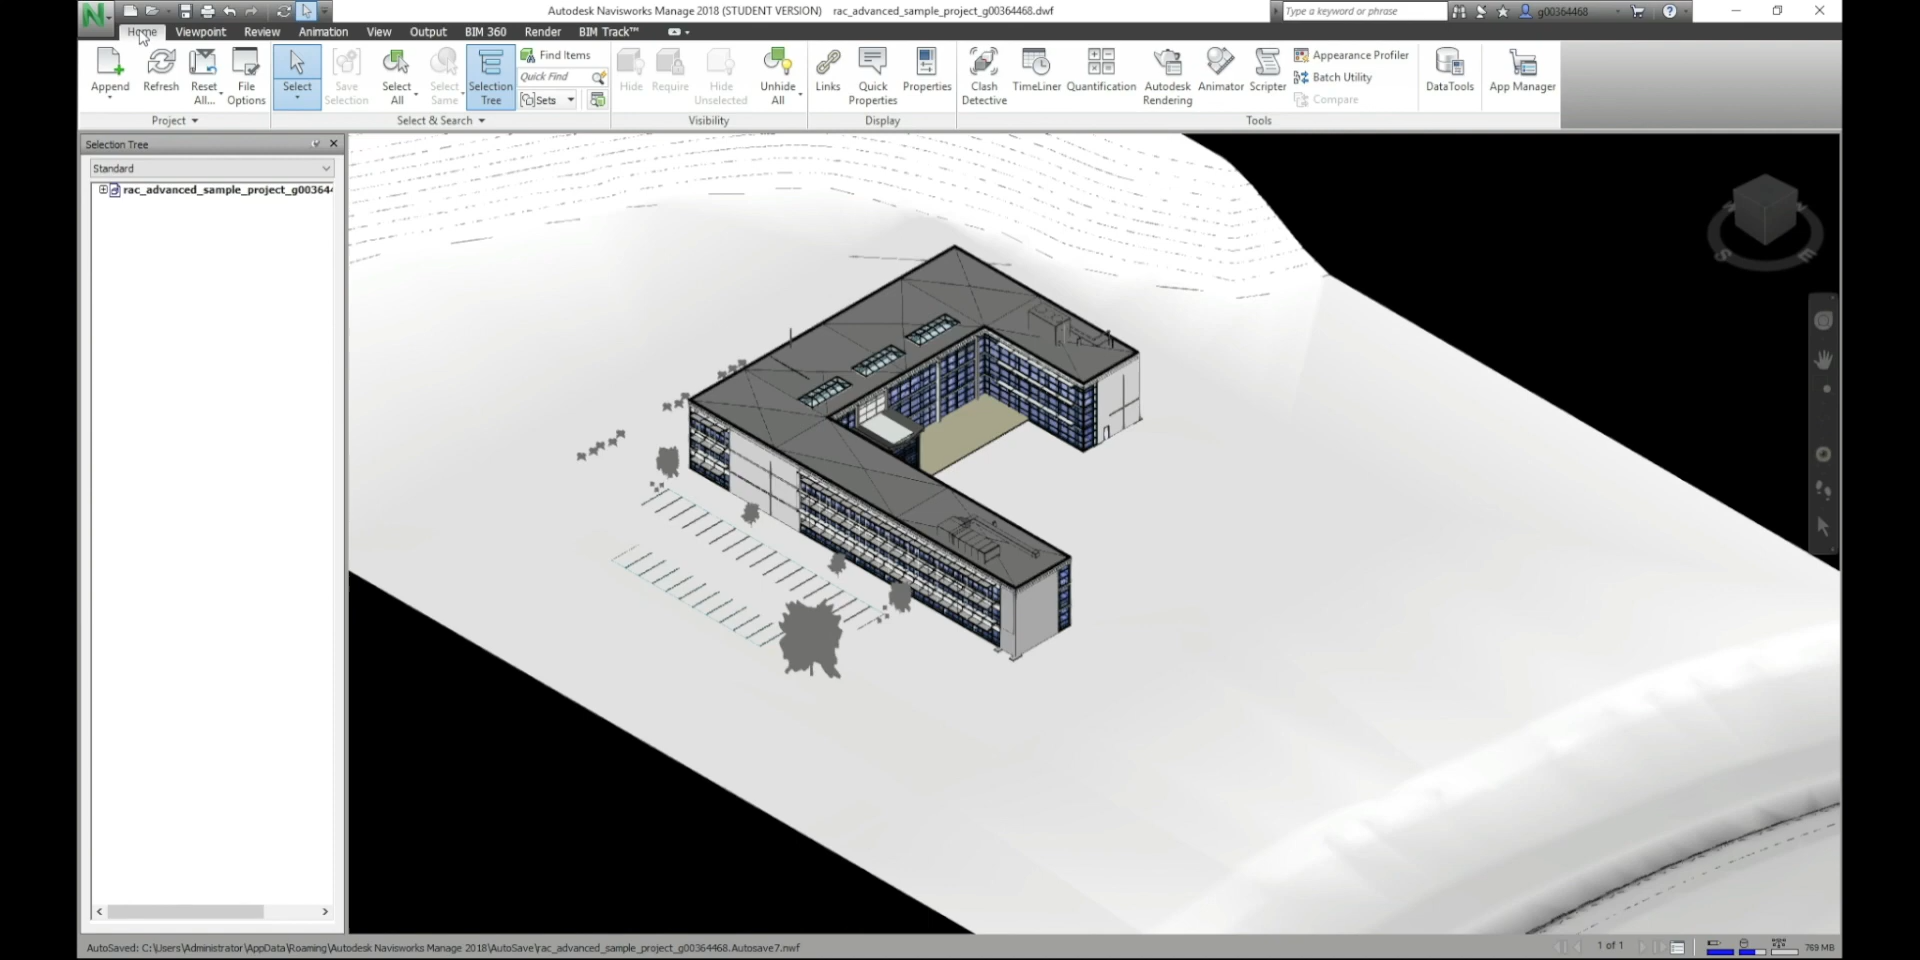 Autodesk Navisworks Manage 2018 (STUDENT VERSION) rac_advanced_sample_project_g00364468.dwf
Type a keyword or phrase
g00364468
Home Viewpoint Review Animation View Output BIM 360 Render BIM Track™
Append
Refresh
Reset All...
File Options
Project
Select
Save Selection
Select All
Select Same
Selection Tree
Find Items
Quick Find
Sets
Select & Search
Hide
Require
Hide Unselected
Unhide All
Visibility
Links
Quick Properties
Properties
Display
Clash Detective
TimeLiner
Quantification
Autodesk Rendering
Animator
Scripter
Appearance Profiler
Batch Utility
Compare
Tools
DataTools
App Manager
Selection Tree
Standard
rac_advanced_sample_project_g003644
S
E
AutoSaved: C:\Users\Administrator\AppData\Roaming\Autodesk Navisworks Manage 2018\AutoSave\rac_advanced_sample_project_g00364468.Autosave7.nwf
1 of 1
769 MB